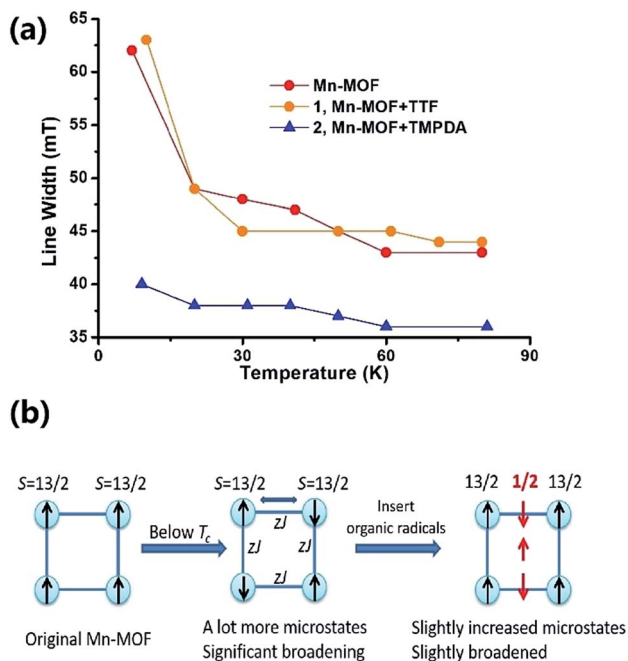 (a)
65
60
55
50
45
40
35
Line Width (mT)
Mn-MOF
1, Mn-MOF+TTF
2, Mn-MOF+TMPDA
0 30 60 90
Temperature (K)
(b)
S=13/2 S=13/2
Below Tc
S=13/2 S=13/2
zJ
zJ zJ
zJ
Insert
organic radicals
13/2 1/2 13/2
Original Mn-MOF
A lot more microstates
Significant broadening
Slightly increased microstates
Slightly broadened